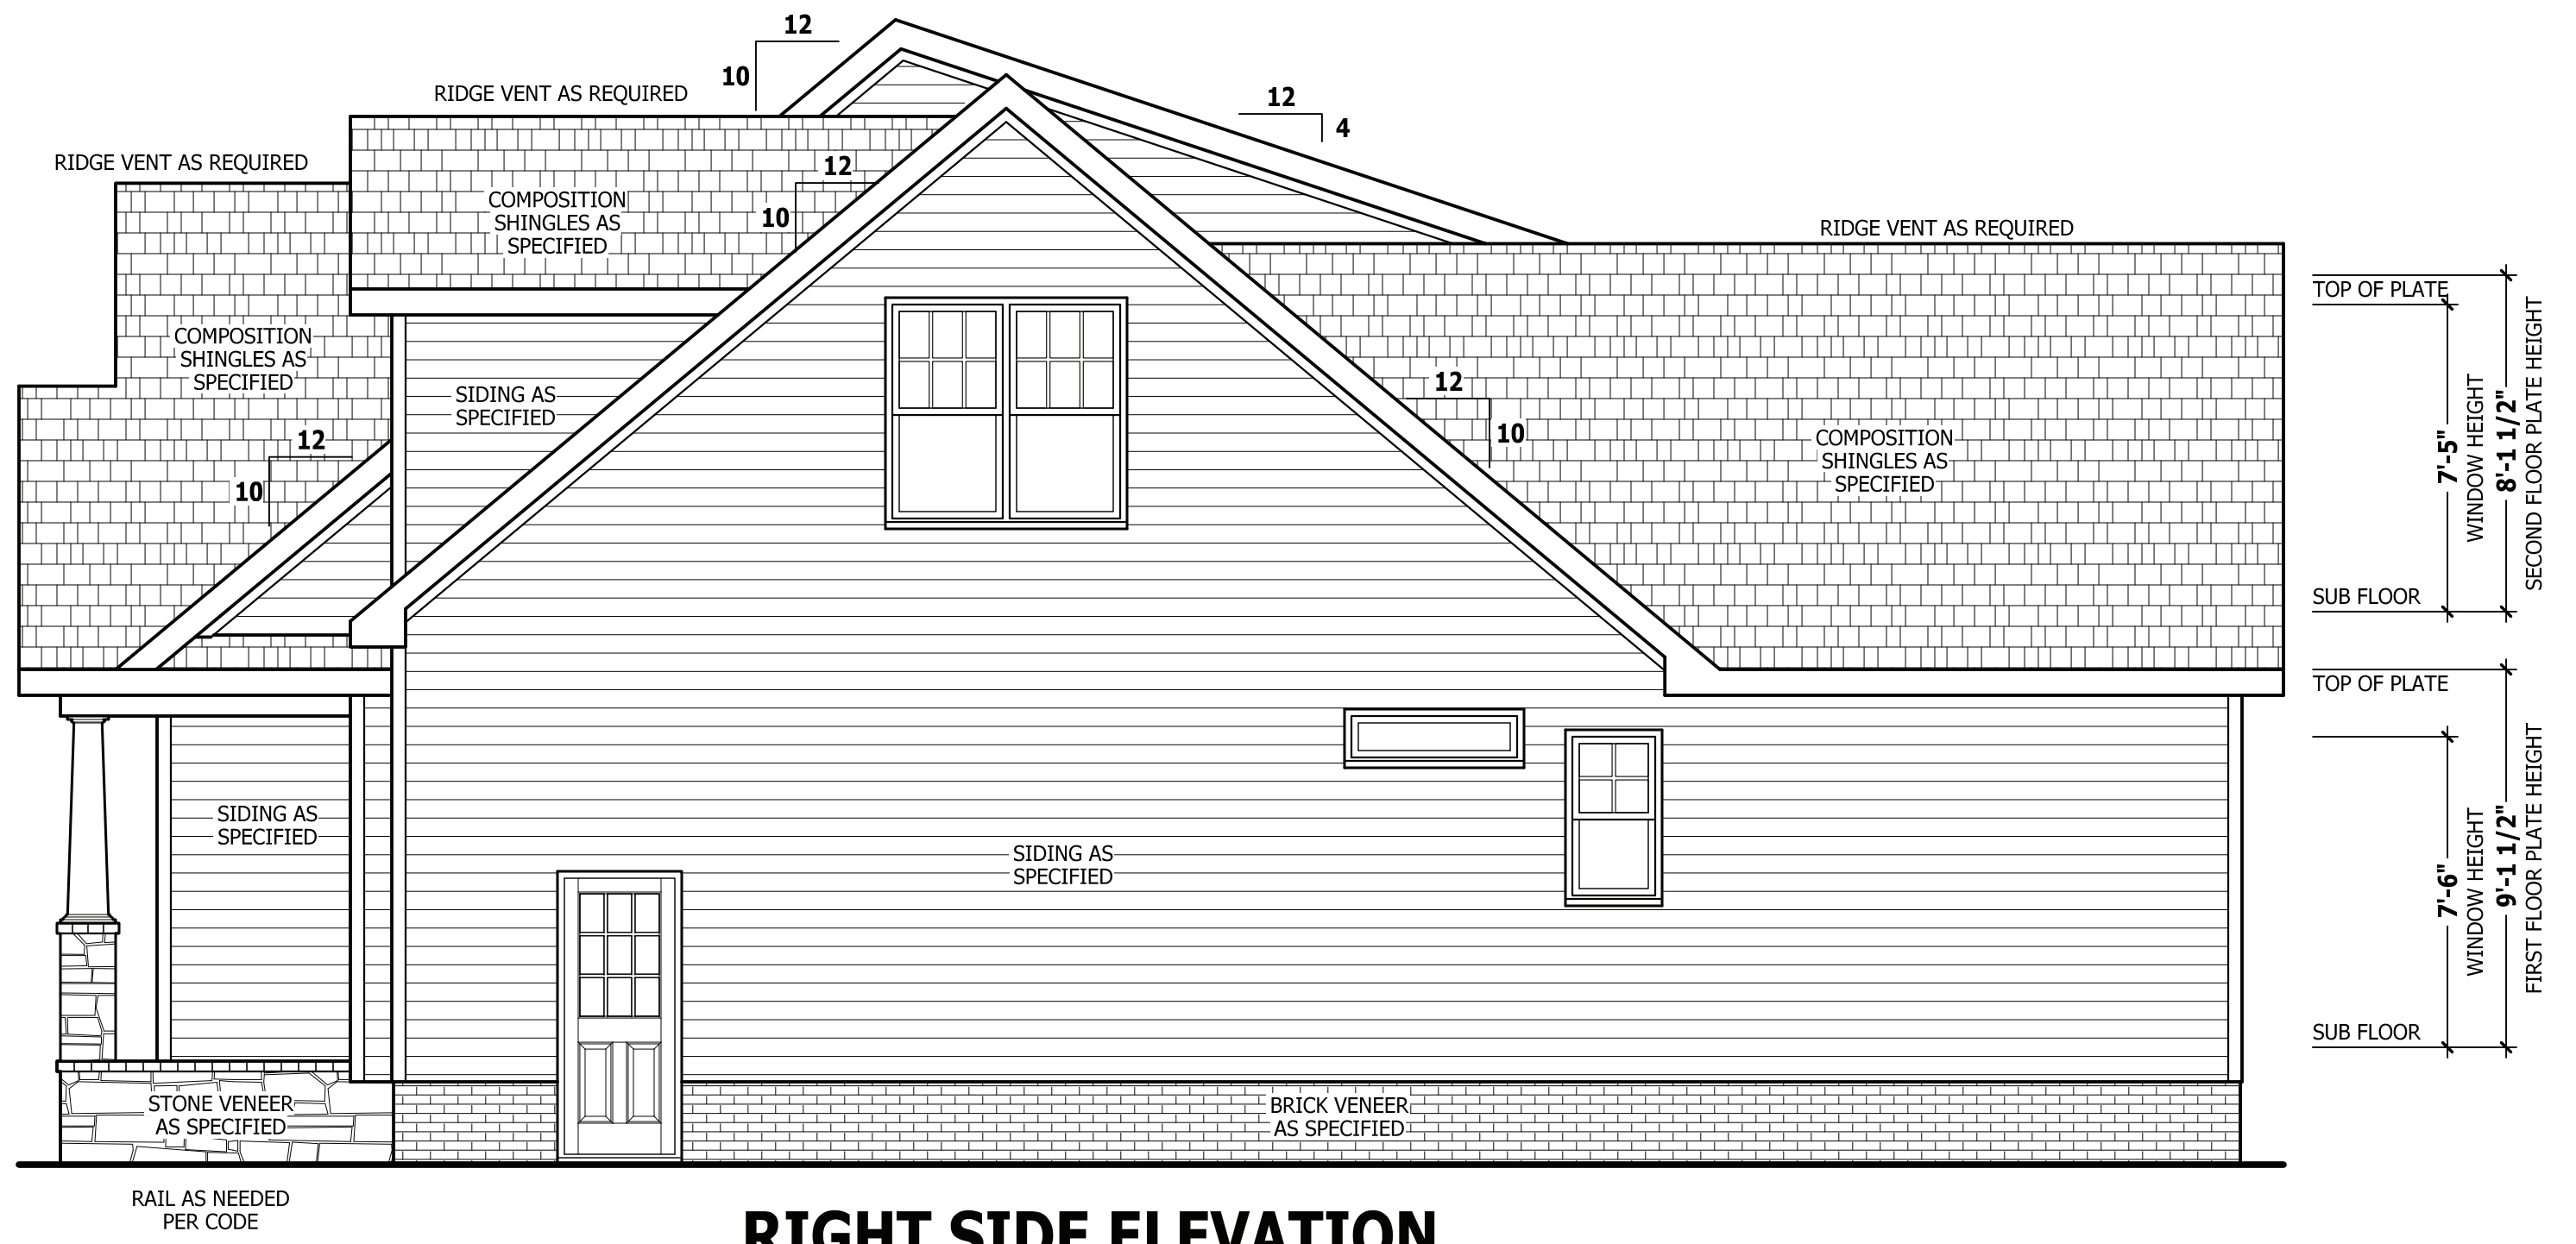 12
10
RIDGE VENT AS REQUIRED
12
4
RIDGE VENT AS REQUIRED
12
10
COMPOSITION
SHINGLES AS
SPECIFIED
RIDGE VENT AS REQUIRED
TOP OF PLATE
COMPOSITION
SHINGLES AS
SPECIFIED
SIDING AS
SPECIFIED
12
10
12
10
COMPOSITION
SHINGLES AS
SPECIFIED
7'-5"
WINDOW HEIGHT
8'-1 1/2"
SECOND FLOOR PLATE HEIGHT
SUB FLOOR
TOP OF PLATE
SIDING AS
SPECIFIED
SIDING AS
SPECIFIED
7'-6"
WINDOW HEIGHT
9'-1 1/2"
FIRST FLOOR PLATE HEIGHT
SUB FLOOR
STONE VENEER
AS SPECIFIED
BRICK VENEER
AS SPECIFIED
RAIL AS NEEDED
PER CODE
RIGHT SIDE ELEVATION